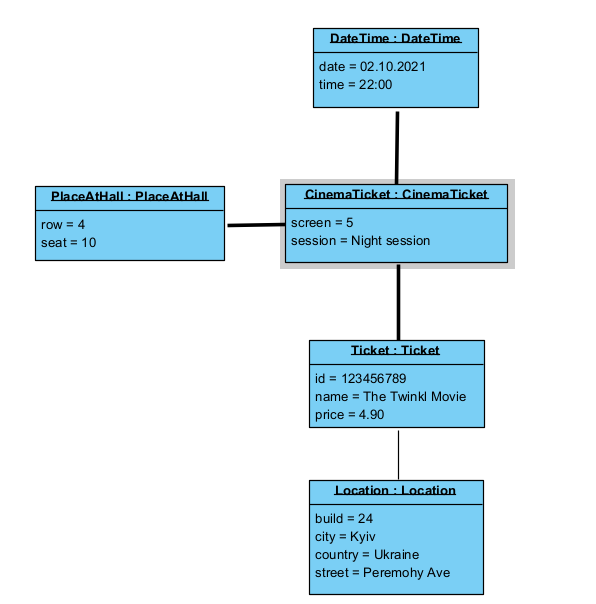 DateTime : DateTime
date = 02.10.2021
time = 22:00
PlaceAtHall : PlaceAtHall
row = 4
seat = 10
CinemaTicket : CinemaTicket
screen = 5
session = Night session
Ticket : Ticket
id = 123456789
name = The Twinkl Movie
price = 4.90
Location : Location
build = 24
city = Kyiv
country = Ukraine
street = Peremohy Ave